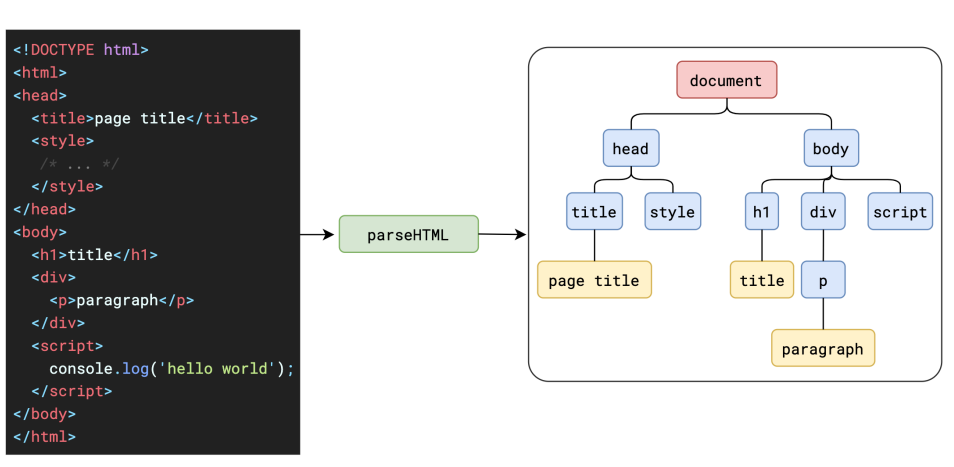 <!DOCTYPE html>
<html>
<head>
  <title>page title</title>
  <style>
   /* ... */
  </style>
</head>
<body>
  <h1>title</h1>
  <div>
    <p>paragraph</p>
  </div>
  <script>
    console.log('hello world');
  </script>
</body>
</html>
parseHTML
document
head
body
title
style
h1
div
script
page title
title
p
paragraph